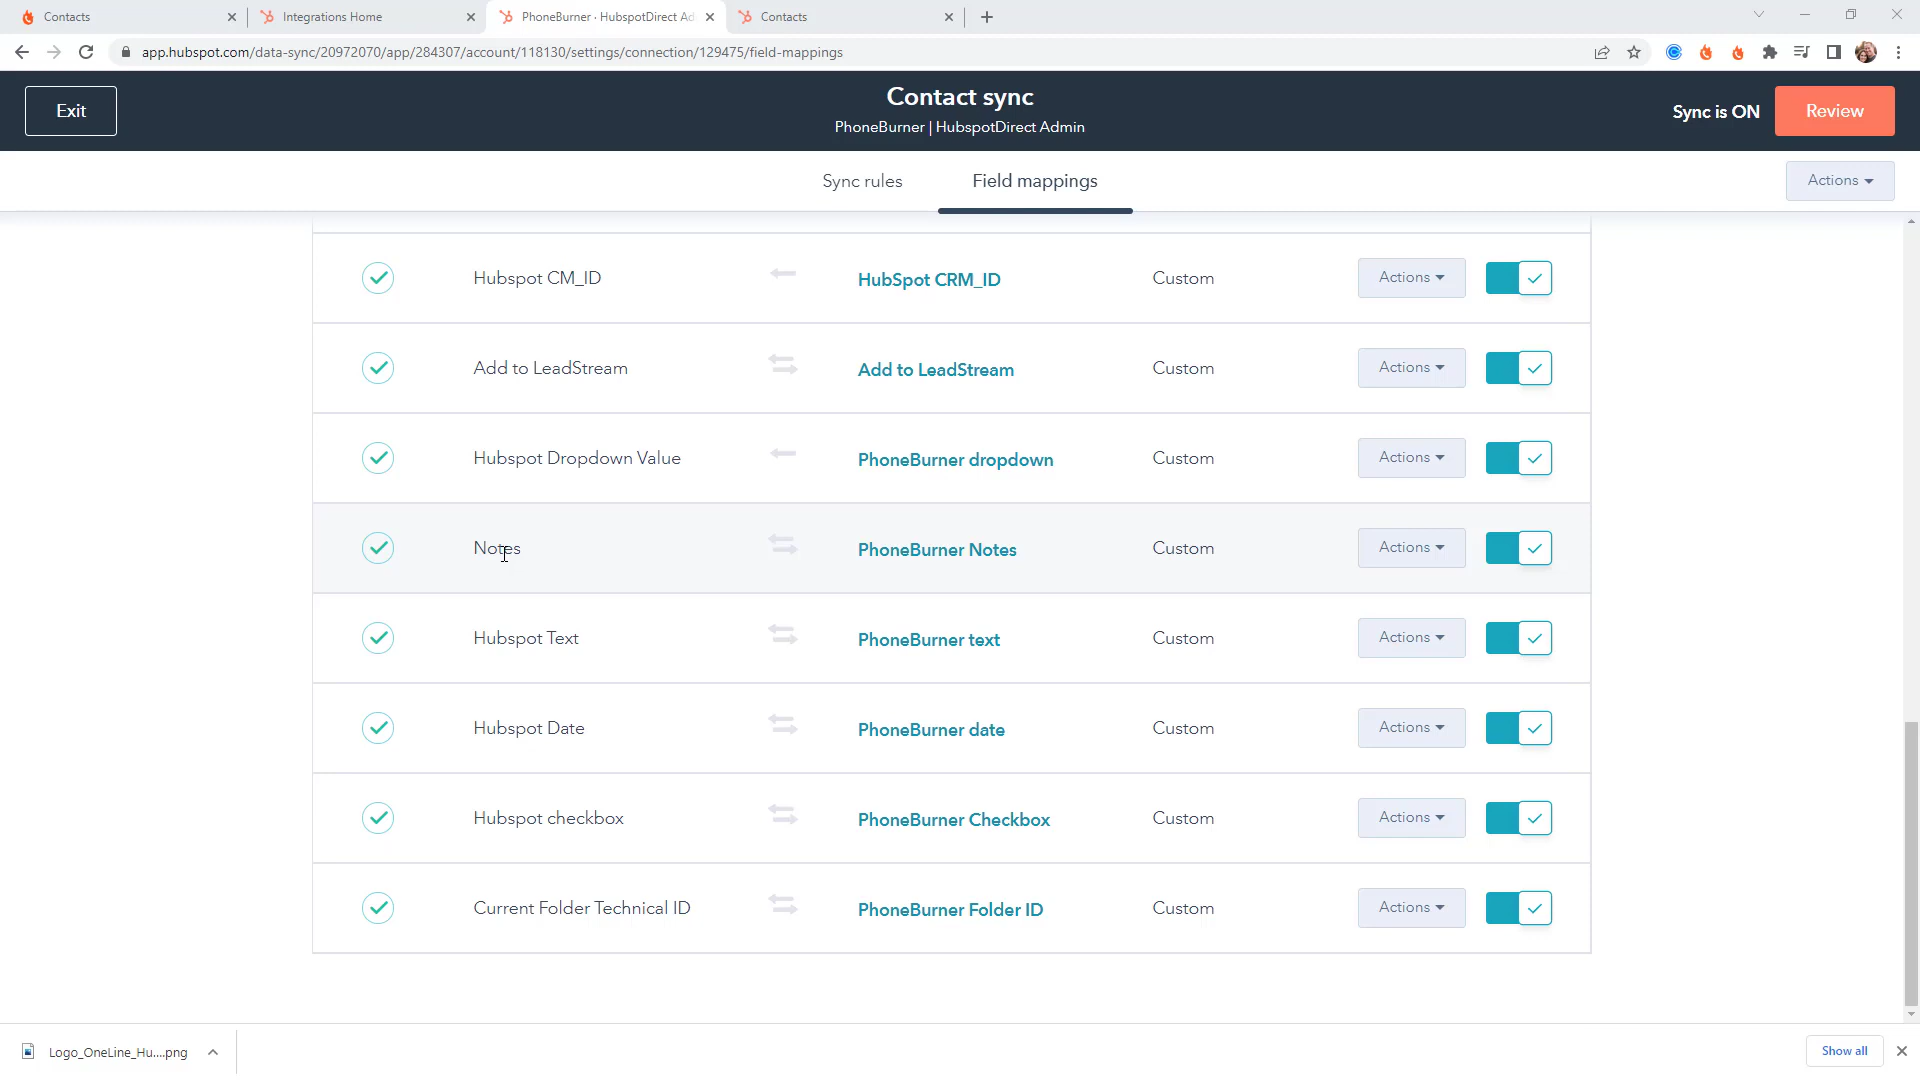 Contacts
Integrations Home
PhoneBurner · HubspotDirect Ad
Contacts
app.hubspot.com/data-sync/20972070/app/284307/account/118130/settings/connection/129475/field-mappings
Exit
Contact sync
PhoneBurner | HubspotDirect Admin
Sync is ON
Review
Sync rules
Field mappings
Actions
Hubspot CM_ID HubSpot CRM_ID Custom Actions
Add to LeadStream Add to LeadStream Custom Actions
Hubspot Dropdown Value PhoneBurner dropdown Custom Actions
Notes PhoneBurner Notes Custom Actions
Hubspot Text PhoneBurner text Custom Actions
Hubspot Date PhoneBurner date Custom Actions
Hubspot checkbox PhoneBurner Checkbox Custom Actions
Current Folder Technical ID PhoneBurner Folder ID Custom Actions
Logo_OneLine_Hu....png
Show all